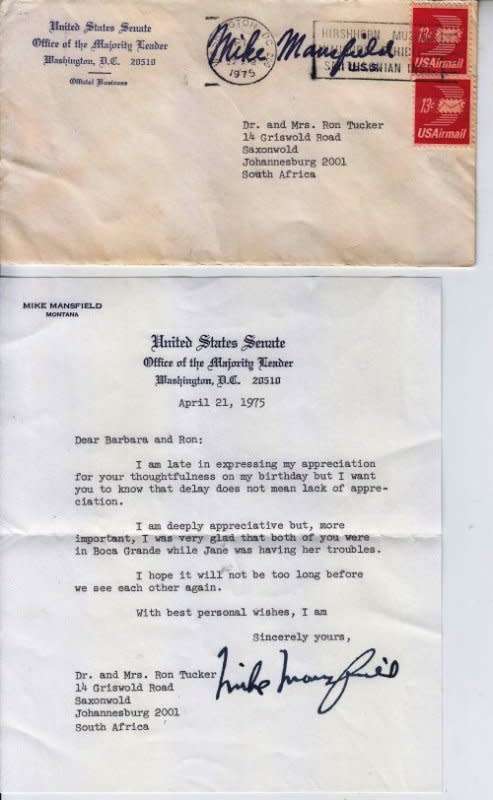 United States Senate
Office of the Majority Leader
Washington, D.C. 20510
Official Business
1975
HIRSHHORN
Mike Mansfield
U.S.S.
13c
USAirmail
13c
USAirmail
Dr. and Mrs. Ron Tucker
14 Griswold Road
Saxonwold
Johannesburg 2001
South Africa
MIKE MANSFIELD
MONTANA
United States Senate
Office of the Majority Leader
Washington, D.C. 20510
April 21, 1975
Dear Barbara and Ron:
I am late in expressing my appreciation
for your thoughtfulness on my birthday but I want
you to know that delay does not mean lack of appre-
ciation.
I am deeply appreciative but, more
important, I was very glad that both of you were
in Boca Grande while Jane was having her troubles.
I hope it will not be too long before
we see each other again.
With best personal wishes, I am
Sincerely yours,
Mike Mansfield
Dr. and Mrs. Ron Tucker
14 Griswold Road
Saxonwold
Johannesburg 2001
South Africa